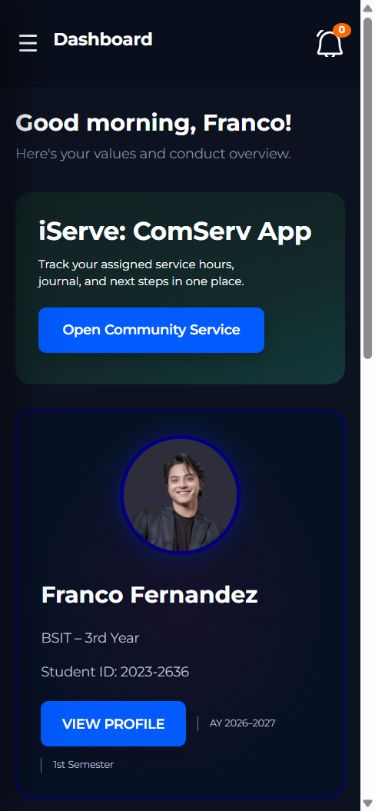 Dashboard
0
Good morning, Franco!
Here's your values and conduct overview.
iServe: ComServ App
Track your assigned service hours,
journal, and next steps in one place.
Open Community Service
Franco Fernandez
BSIT – 3rd Year
Student ID: 2023-2636
VIEW PROFILE
AY 2026–2027
1st Semester